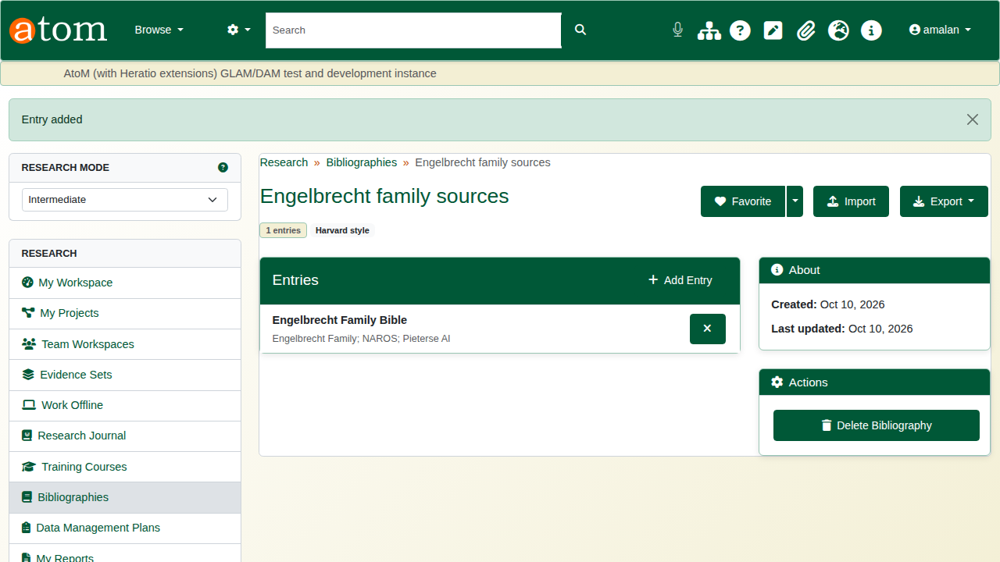 atom
Browse
Search
amalan
AtoM (with Heratio extensions) GLAM/DAM test and development instance
Entry added
RESEARCH MODE
Intermediate
RESEARCH
My Workspace
My Projects
Team Workspaces
Evidence Sets
Work Offline
Research Journal
Training Courses
Bibliographies
Data Management Plans
My Reports
Research » Bibliographies » Engelbrecht family sources
Engelbrecht family sources
Favorite
Import
Export
1 entries
Harvard style
Entries
Add Entry
Engelbrecht Family Bible
Engelbrecht Family; NAROS; Pieterse AI
About
Created: Oct 10, 2026
Last updated: Oct 10, 2026
Actions
Delete Bibliography